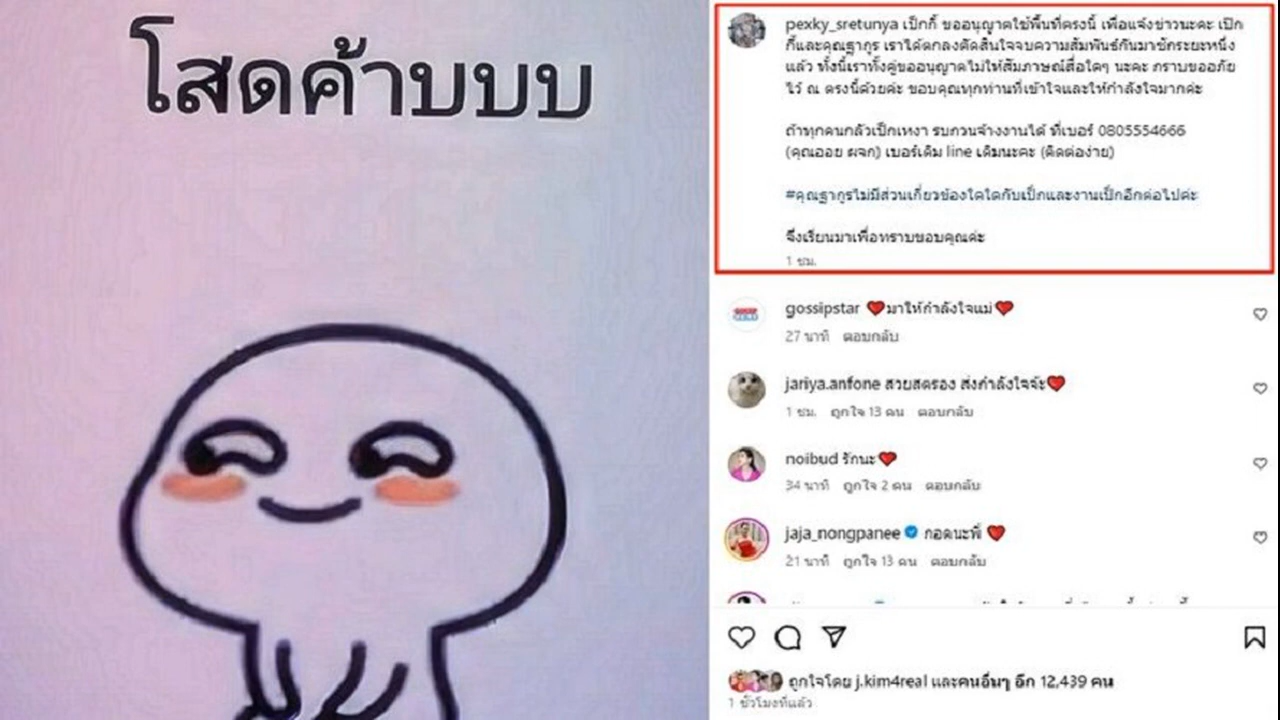 โสดค้าบบบ
pexky_sretunya เป็กกี้ ขออนุญาตใช้พื้นที่ตรงนี้ เพื่อแจ้งข่าวนะคะ เป๊ก
กี้และคุณฐากูร เราได้ตกลงตัดสินใจจบความสัมพันธ์กันมาซักระยะหนึ่ง
แล้ว ทั้งนี้เราทั้งคู่ขออนุญาตไม่ให้สัมภาษณ์สื่อใดๆ นะคะ กราบขออภัย
ไว้ ณ ตรงนี้ด้วยค่ะ ขอบคุณทุกท่านที่เข้าใจและให้กำลังใจมากค่ะ
ถ้าทุกคนกลัวเป็กเหงา รบกวนจ้างงานได้ ที่เบอร์ 0805554666
(คุณออย ผจก) เบอร์เดิม line เดิมนะคะ (ติดต่อง่าย)
#คุณฐากูรไม่มีส่วนเกี่ยวข้องใดใดกับเป็กและงานเป็กอีกต่อไปค่ะ
จึงเรียนมาเพื่อทราบขอบคุณค่ะ
1 ชม.
gossipstar ❤️มาให้กำลังใจแม่❤️
27 นาที ตอบกลับ
jariya.anfone สวยสตรอง ส่งกำลังใจจ้ะ❤️
1 ชม. ถูกใจ 13 คน ตอบกลับ
noibud รักนะ❤️
34 นาที ถูกใจ 2 คน ตอบกลับ
jaja_nongpanee กอดนะพี่ ❤️
21 นาที ถูกใจ 13 คน ตอบกลับ
ถูกใจโดย j.kim4real และคนอื่นๆ อีก 12,439 คน
1 ชั่วโมงที่แล้ว